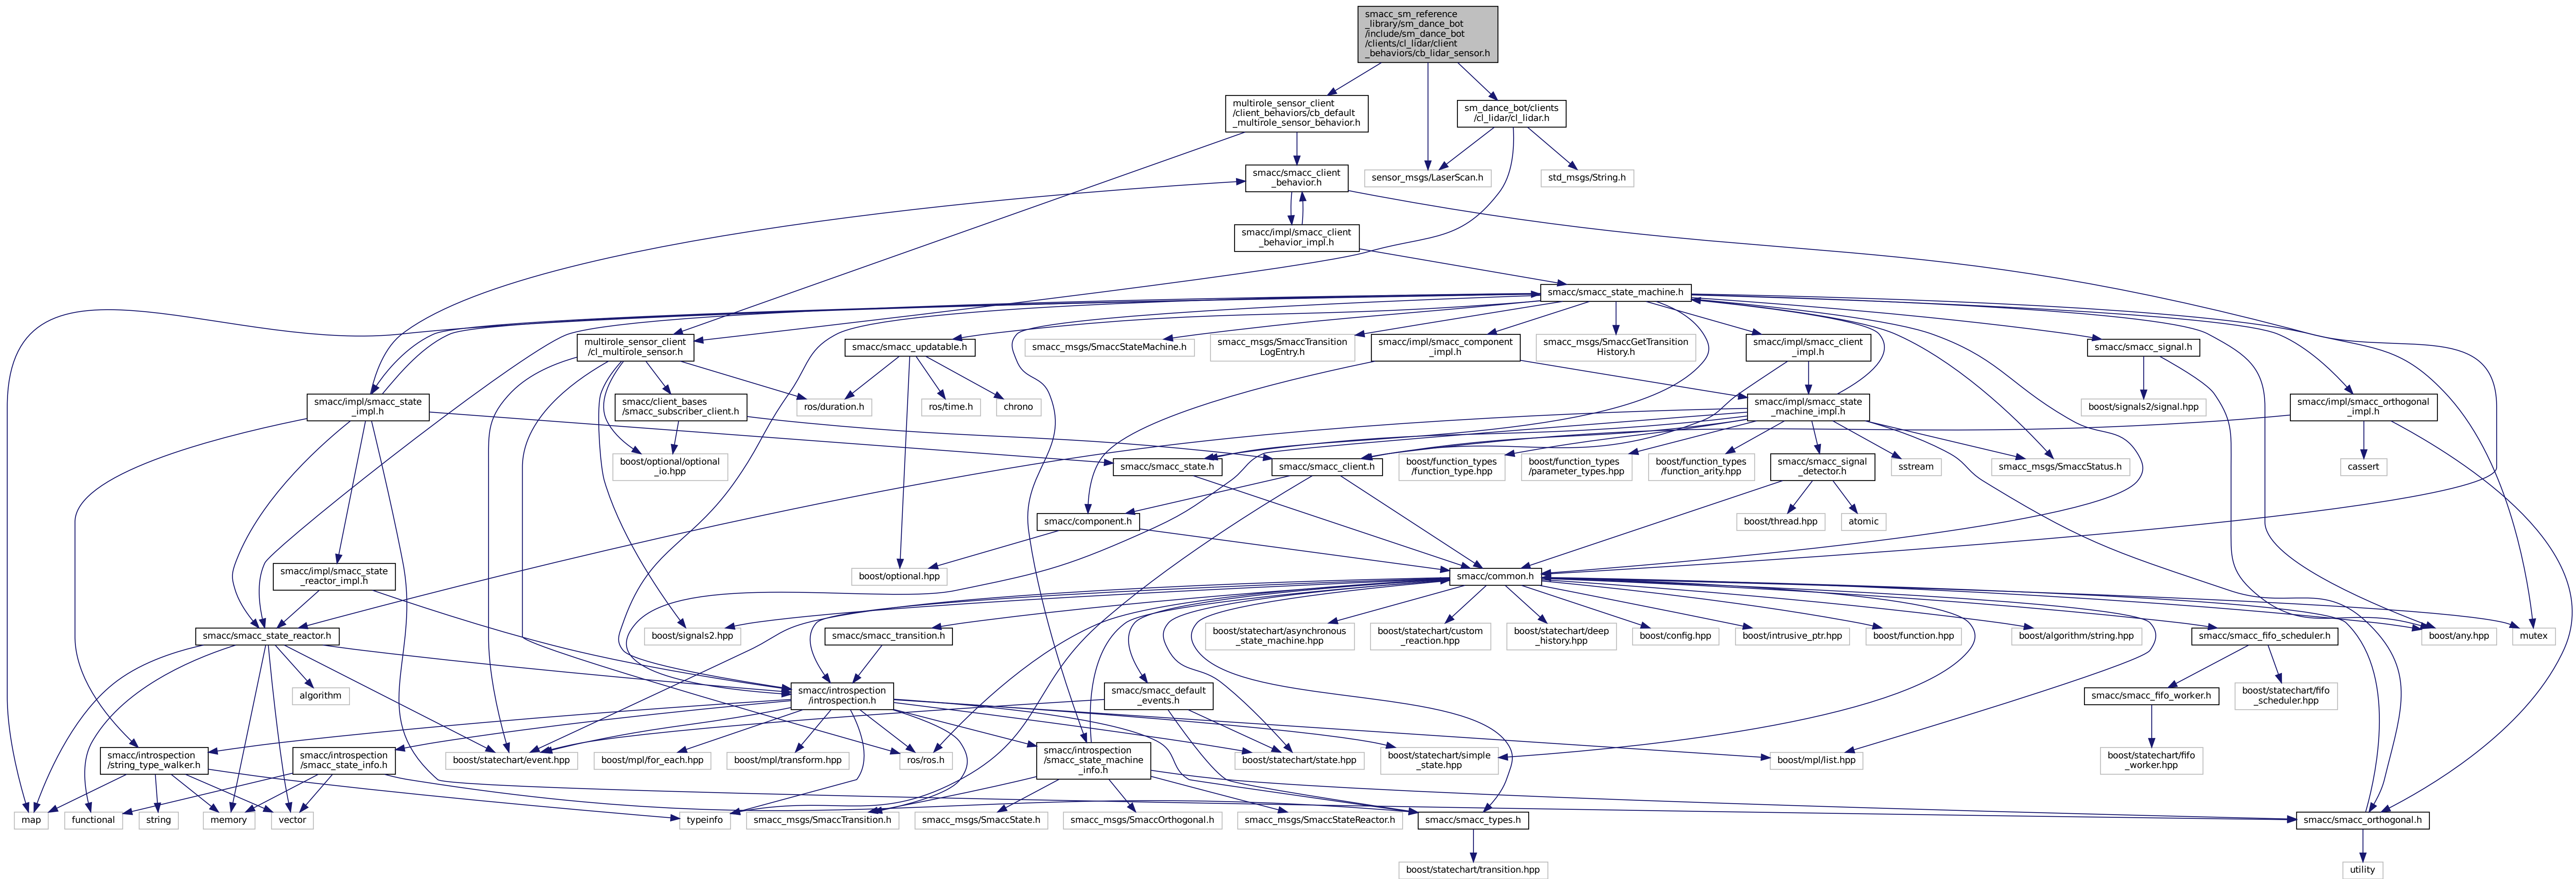 smacc_sm_reference
_library/sm_dance_bot
/include/sm_dance_bot
/clients/cl_lidar/client
_behaviors/cb_lidar_sensor.h
multirole_sensor_client
/client_behaviors/cb_default
_multirole_sensor_behavior.h
sm_dance_bot/clients
/cl_lidar/cl_lidar.h
smacc/smacc_client
_behavior.h
sensor_msgs/LaserScan.h
std_msgs/String.h
smacc/impl/smacc_client
_behavior_impl.h
smacc/smacc_state_machine.h
multirole_sensor_client
/cl_multirole_sensor.h
smacc/smacc_updatable.h
smacc_msgs/SmaccStateMachine.h
smacc_msgs/SmaccTransition
LogEntry.h
smacc/impl/smacc_component
_impl.h
smacc_msgs/SmaccGetTransition
History.h
smacc/impl/smacc_client
_impl.h
smacc/smacc_signal.h
smacc/impl/smacc_state
_impl.h
smacc/client_bases
/smacc_subscriber_client.h
ros/duration.h
ros/time.h
chrono
smacc/impl/smacc_state
_machine_impl.h
boost/signals2/signal.hpp
smacc/impl/smacc_orthogonal
_impl.h
boost/optional/optional
_io.hpp
smacc/smacc_state.h
smacc/smacc_client.h
boost/function_types
/function_type.hpp
boost/function_types
/parameter_types.hpp
boost/function_types
/function_arity.hpp
smacc/smacc_signal
_detector.h
sstream
smacc_msgs/SmaccStatus.h
cassert
smacc/component.h
boost/thread.hpp
atomic
smacc/impl/smacc_state
_reactor_impl.h
boost/optional.hpp
smacc/common.h
smacc/smacc_state_reactor.h
boost/signals2.hpp
smacc/smacc_transition.h
boost/statechart/asynchronous
_state_machine.hpp
boost/statechart/custom
_reaction.hpp
boost/statechart/deep
_history.hpp
boost/config.hpp
boost/intrusive_ptr.hpp
boost/function.hpp
boost/algorithm/string.hpp
smacc/smacc_fifo_scheduler.h
boost/any.hpp
mutex
algorithm
smacc/introspection
/introspection.h
smacc/smacc_default
_events.h
smacc/smacc_fifo_worker.h
boost/statechart/fifo
_scheduler.hpp
smacc/introspection
/string_type_walker.h
smacc/introspection
/smacc_state_info.h
boost/statechart/event.hpp
boost/mpl/for_each.hpp
boost/mpl/transform.hpp
ros/ros.h
smacc/introspection
/smacc_state_machine
_info.h
boost/statechart/state.hpp
boost/statechart/simple
_state.hpp
boost/mpl/list.hpp
boost/statechart/fifo
_worker.hpp
map
functional
string
memory
vector
typeinfo
smacc_msgs/SmaccTransition.h
smacc_msgs/SmaccState.h
smacc_msgs/SmaccOrthogonal.h
smacc_msgs/SmaccStateReactor.h
smacc/smacc_types.h
smacc/smacc_orthogonal.h
boost/statechart/transition.hpp
utility